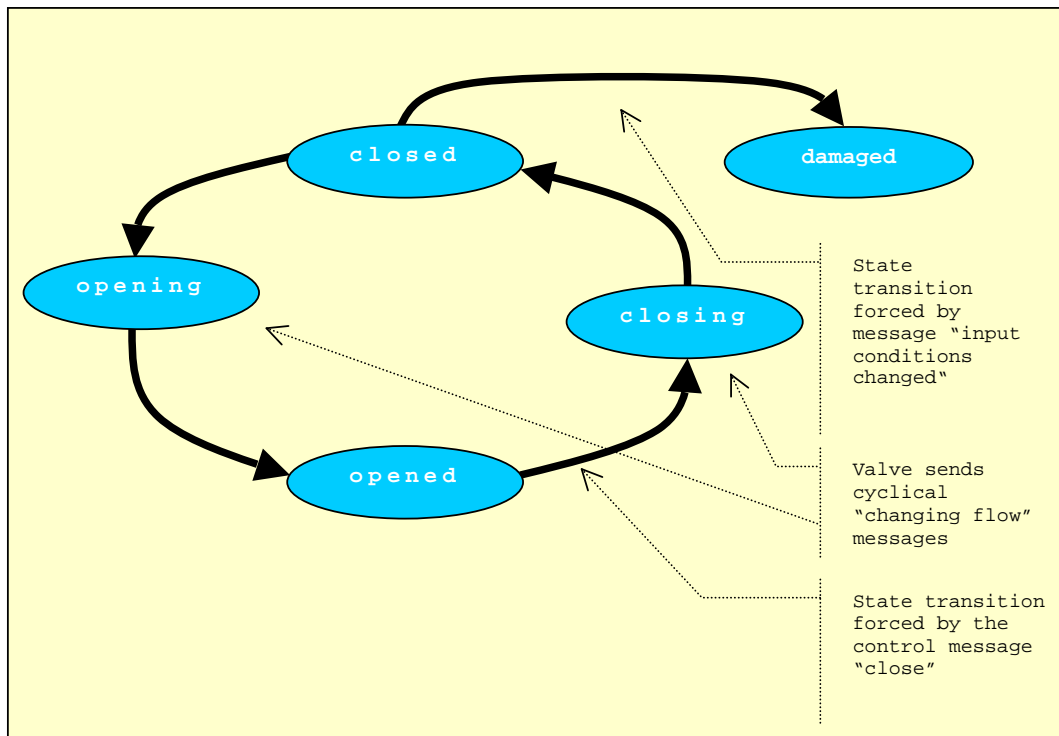 closed
damaged
opening
closing
opened
State
transition
forced by
message “input
conditions
changed“
Valve sends
cyclical
“changing flow”
messages
State transition
forced by the
control message
“close”